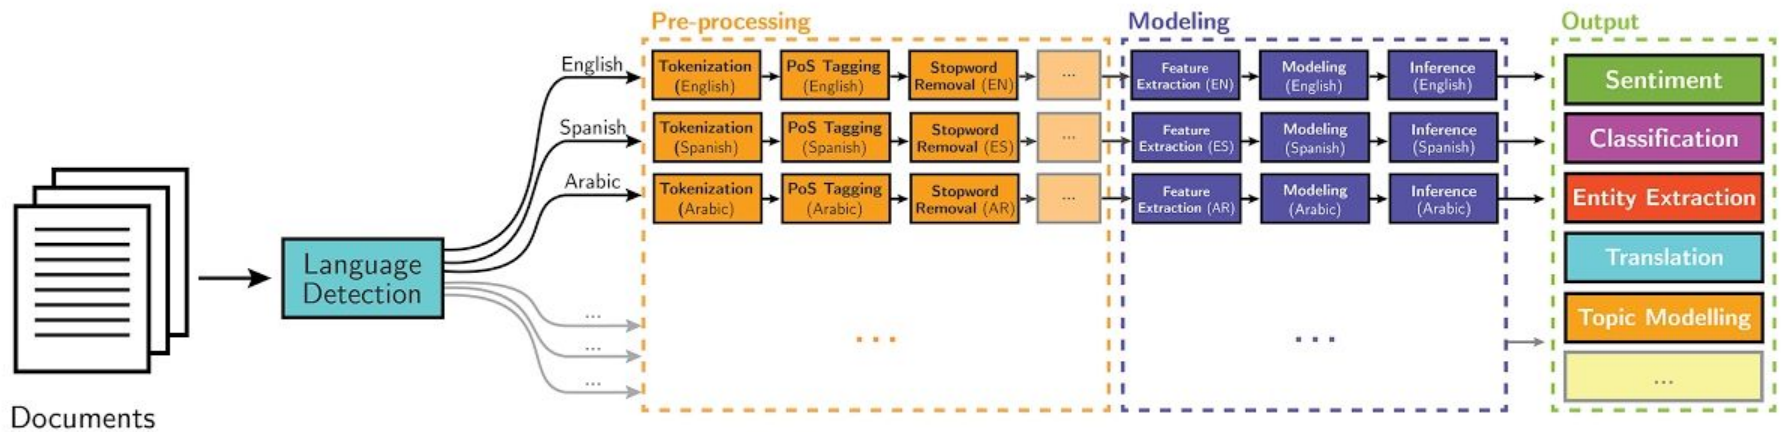 Pre-processing
Modeling
Output
English
Tokenization
(English)
PoS Tagging
(English)
Stopword
Removal (EN)
...
Feature
Extraction (EN)
Modeling
(English)
Inference
(English)
Spanish
Tokenization
(Spanish)
PoS Tagging
(Spanish)
Stopword
Removal (ES)
...
Feature
Extraction (ES)
Modeling
(Spanish)
Inference
(Spanish)
Arabic
Tokenization
(Arabic)
PoS Tagging
(Arabic)
Stopword
Removal (AR)
...
Feature
Extraction (AR)
Modeling
(Arabic)
Inference
(Arabic)
Language
Detection
...
...
...
...
...
Sentiment
Classification
Entity Extraction
Translation
Topic Modelling
...
Documents